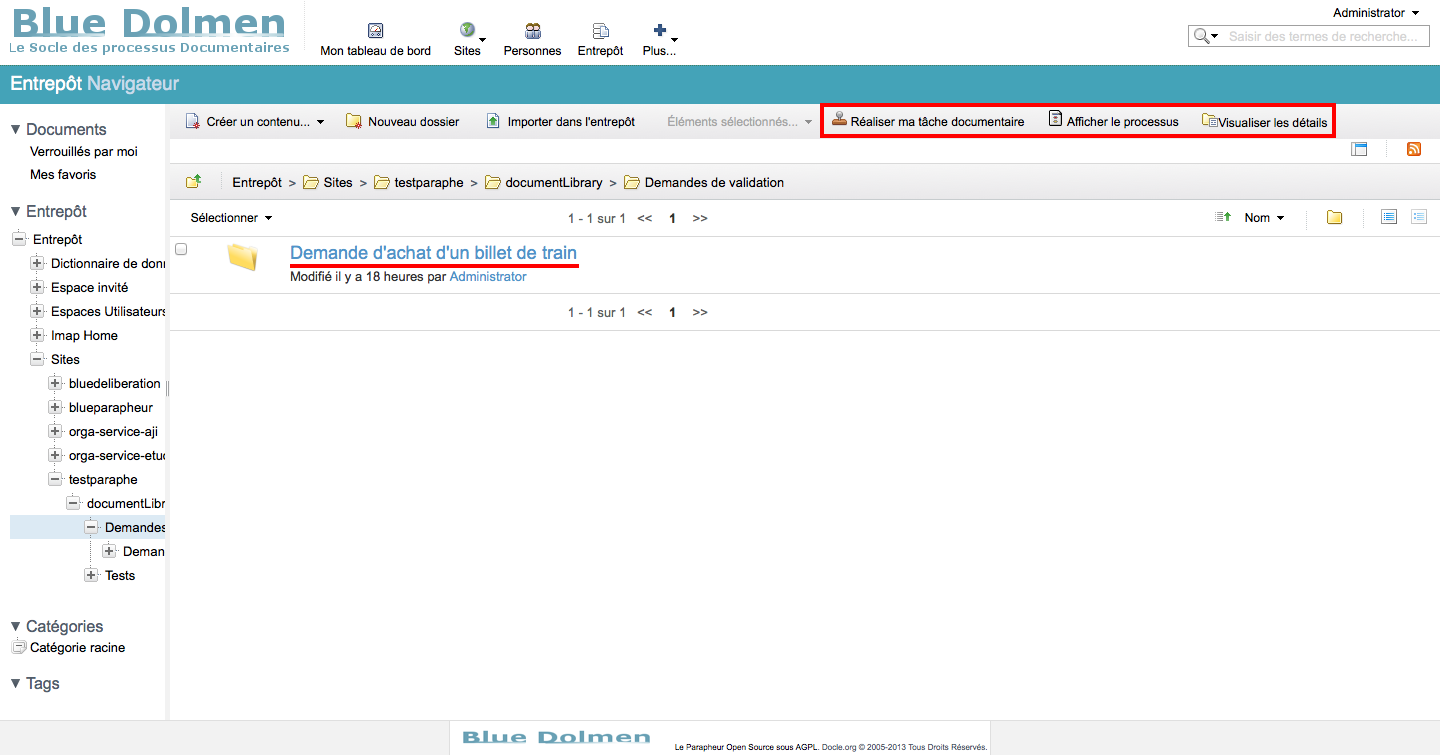 Blue Dolmen
Le Socle des processus Documentaires
Mon tableau de bord
Sites
Personnes
Entrepôt
Plus...
Administrator
Saisir des termes de recherche...
Entrepôt Navigateur
Documents
Verrouillés par moi
Mes favoris
Entrepôt
Entrepôt
Dictionnaire de donn
Espace invité
Espaces Utilisateurs
Imap Home
Sites
bluedeliberation
blueparapheur
orga-service-aji
orga-service-etud
testparaphe
documentLibr
Demandes
Deman
Tests
Catégories
Catégorie racine
Tags
Créer un contenu...
Nouveau dossier
Importer dans l'entrepôt
Éléments sélectionnés...
Réaliser ma tâche documentaire
Afficher le processus
Visualiser les détails
Entrepôt > Sites > testparaphe > documentLibrary > Demandes de validation
Sélectionner
1 - 1 sur 1 << 1 >>
Nom
Demande d'achat d'un billet de train
Modifié il y a 18 heures par Administrator
1 - 1 sur 1 << 1 >>
Blue Dolmen
Le Parapheur Open Source sous AGPL. Docle.org © 2005-2013 Tous Droits Réservés.